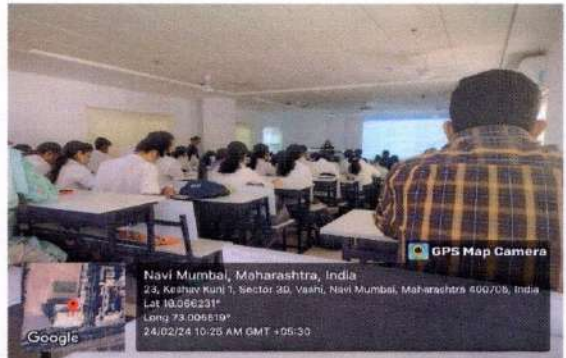 GPS Map Camera
Navi Mumbai, Maharashtra, India
23, Keshav Kunj 1, Sector 30, Vashi, Navi Mumbai, Maharashtra 400705, India
Lat 19.066231°
Long 73.006519°
24/02/24 10:25 AM GMT +05:30
Google